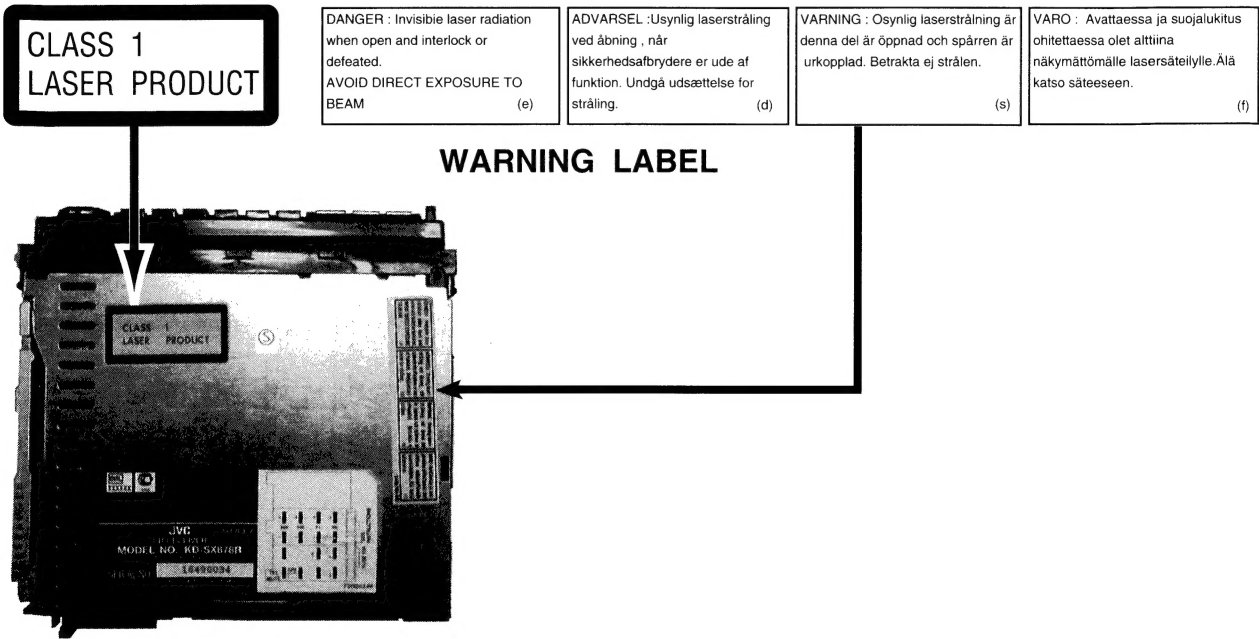 CLASS 1
LASER PRODUCT
DANGER : Invisibie laser radiation
when open and interlock or
defeated.
AVOID DIRECT EXPOSURE TO
BEAM (e)
ADVARSEL :Usynlig laserstråling
ved åbning , når
sikkerhedsafbrydere er ude af
funktion. Undgå udsættelse for
stråling. (d)
VARNING : Osynlig laserstrålning är
denna del är öppnad och spårren är
urkopplad. Betrakta ej strålen.
(s)
VARO : Avattaessa ja suojalukitus
ohitettaessa olet alttiina
näkymättömälle lasersäteilylle.Älä
katso säteeseen.
(f)
WARNING LABEL
CLASS 1
LASER PRODUCT
S
JVC
MODEL NO. KD-SX878R
SERIAL NO.